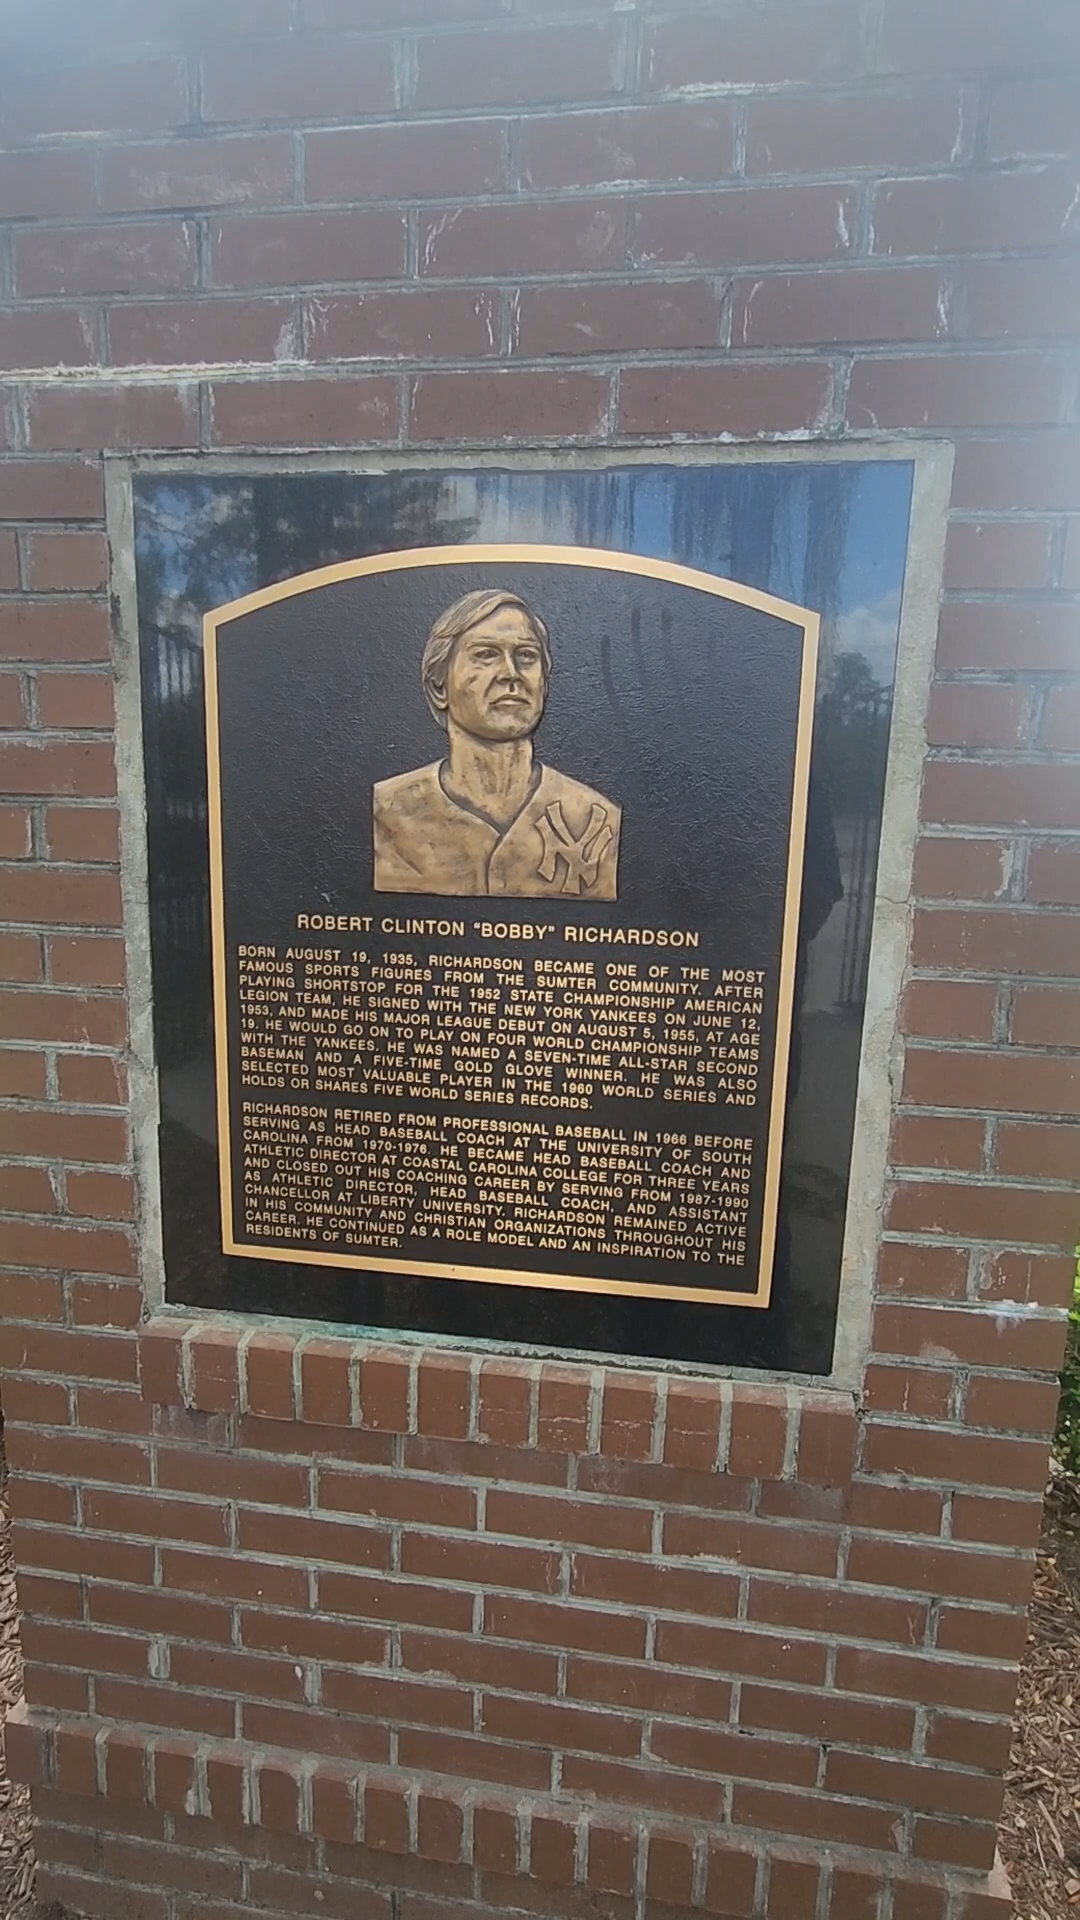 NY
ROBERT CLINTON "BOBBY" RICHARDSON
BORN AUGUST 19, 1935, RICHARDSON BECAME ONE OF THE MOST
FAMOUS SPORTS FIGURES FROM THE SUMTER COMMUNITY. AFTER
PLAYING SHORTSTOP FOR THE 1952 STATE CHAMPIONSHIP AMERICAN
LEGION TEAM, HE SIGNED WITH THE NEW YORK YANKEES ON JUNE 12,
1953, AND MADE HIS MAJOR LEAGUE DEBUT ON AUGUST 5, 1955, AT AGE
19. HE WOULD GO ON TO PLAY ON FOUR WORLD CHAMPIONSHIP TEAMS
WITH THE YANKEES. HE WAS NAMED A SEVEN-TIME ALL-STAR SECOND
BASEMAN AND A FIVE-TIME GOLD GLOVE WINNER. HE WAS ALSO
SELECTED MOST VALUABLE PLAYER IN THE 1960 WORLD SERIES AND
HOLDS OR SHARES FIVE WORLD SERIES RECORDS.
RICHARDSON RETIRED FROM PROFESSIONAL BASEBALL IN 1966 BEFORE
SERVING AS HEAD BASEBALL COACH AT THE UNIVERSITY OF SOUTH
CAROLINA FROM 1970-1976. HE BECAME HEAD BASEBALL COACH AND
ATHLETIC DIRECTOR AT COASTAL CAROLINA COLLEGE FOR THREE YEARS
AND CLOSED OUT HIS COACHING CAREER BY SERVING FROM 1987-1990
AS ATHLETIC DIRECTOR, HEAD BASEBALL COACH, AND ASSISTANT
CHANCELLOR AT LIBERTY UNIVERSITY. RICHARDSON REMAINED ACTIVE
IN HIS COMMUNITY AND CHRISTIAN ORGANIZATIONS THROUGHOUT HIS
CAREER. HE CONTINUED AS A ROLE MODEL AND AN INSPIRATION TO THE
RESIDENTS OF SUMTER.